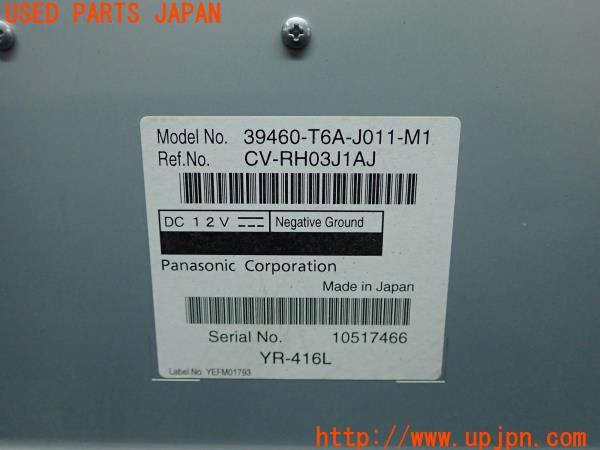 USED PARTS JAPAN
Model No. 39460-T6A-J011-M1
Ref.No. CV-RH03J1AJ
DC 12V Negative Ground
Panasonic Corporation
Made in Japan
Serial No. 10517466
YR-416L
Label No. YEFM01793
UPJ
http://www.upjpn.com/